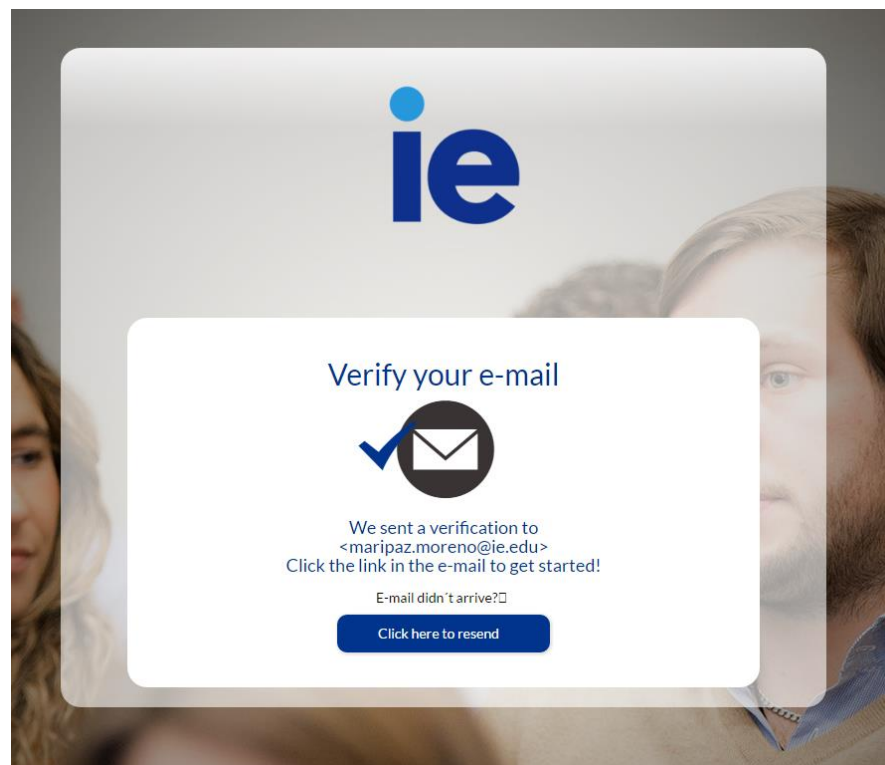 ie
Verify your e-mail
We sent a verification to
<maripaz.moreno@ie.edu>
Click the link in the e-mail to get started!
E-mail didn´t arrive?
Click here to resend